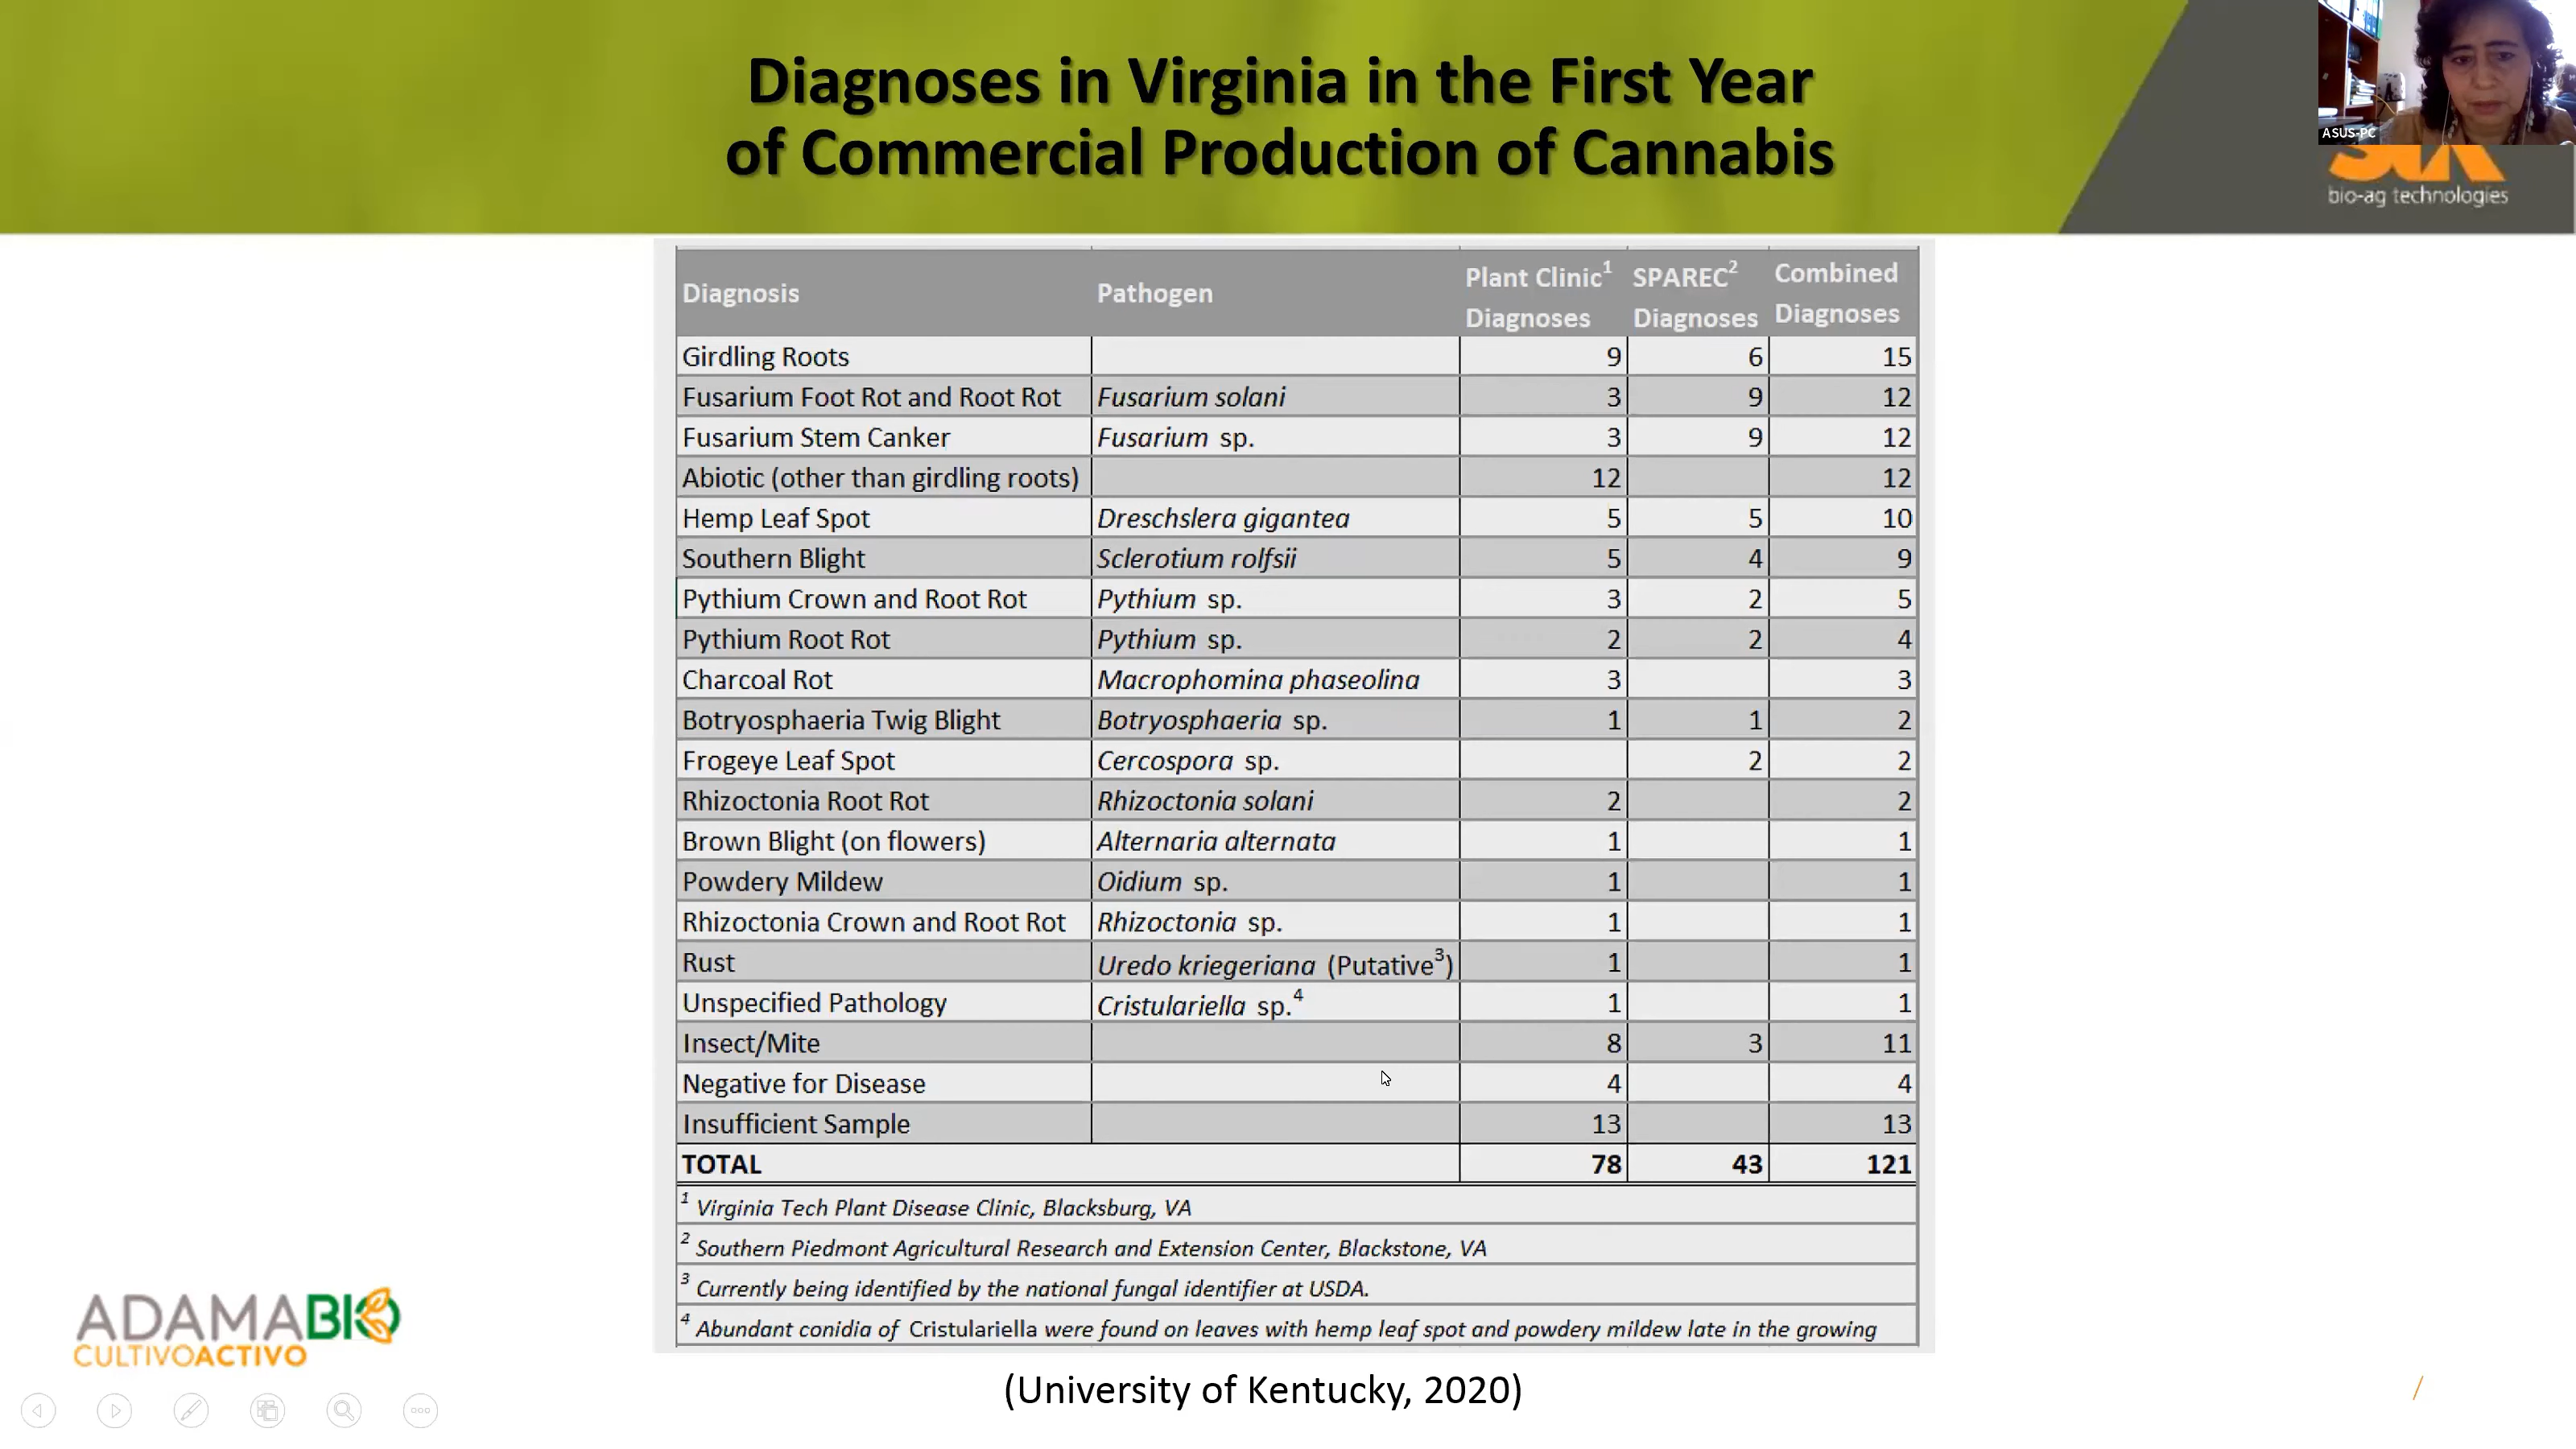 Diagnoses in Virginia in the First Year
of Commercial Production of Cannabis
ASUS-PC
bio-ag technologies
Diagnosis Pathogen Plant Clinic¹ Diagnoses SPAREC² Diagnoses Combined Diagnoses
Girdling Roots 9 6 15
Fusarium Foot Rot and Root Rot Fusarium solani 3 9 12
Fusarium Stem Canker Fusarium sp. 3 9 12
Abiotic (other than girdling roots) 12 12
Hemp Leaf Spot Dreschslera gigantea 5 5 10
Southern Blight Sclerotium rolfsii 5 4 9
Pythium Crown and Root Rot Pythium sp. 3 2 5
Pythium Root Rot Pythium sp. 2 2 4
Charcoal Rot Macrophomina phaseolina 3 3
Botryosphaeria Twig Blight Botryosphaeria sp. 1 1 2
Frogeye Leaf Spot Cercospora sp. 2 2
Rhizoctonia Root Rot Rhizoctonia solani 2 2
Brown Blight (on flowers) Alternaria alternata 1 1
Powdery Mildew Oidium sp. 1 1
Rhizoctonia Crown and Root Rot Rhizoctonia sp. 1 1
Rust Uredo kriegeriana (Putative³) 1 1
Unspecified Pathology Cristulariella sp.⁴ 1 1
Insect/Mite 8 3 11
Negative for Disease 4 4
Insufficient Sample 13 13
TOTAL 78 43 121
¹ Virginia Tech Plant Disease Clinic, Blacksburg, VA
² Southern Piedmont Agricultural Research and Extension Center, Blackstone, VA
³ Currently being identified by the national fungal identifier at USDA.
⁴ Abundant conidia of Cristulariella were found on leaves with hemp leaf spot and powdery mildew late in the growing
ADAMABIO
CULTIVOACTIVO
(University of Kentucky, 2020)
/